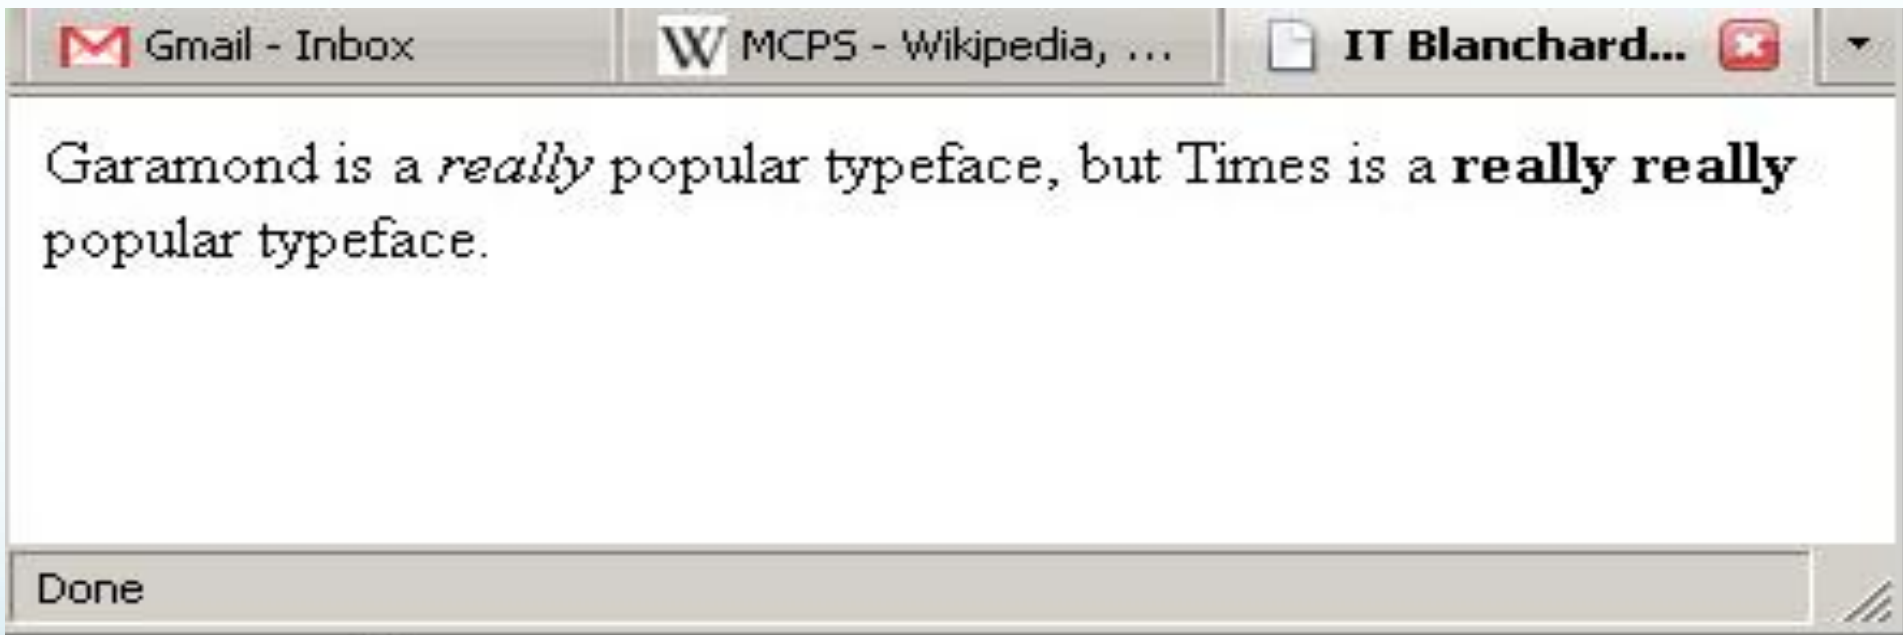 Gmail - Inbox
MCPS - Wikipedia, ...
IT Blanchard...
Garamond is a really popular typeface, but Times is a really really
popular typeface.
Done